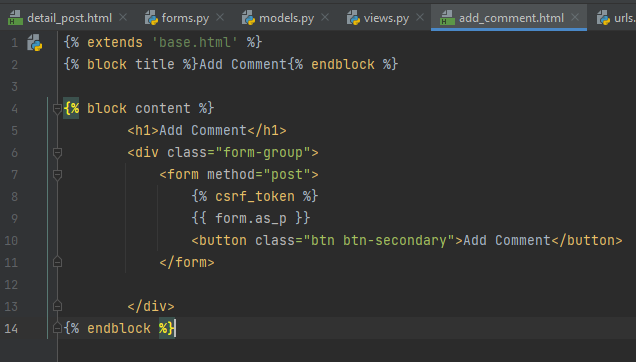 detail_post.html forms.py models.py views.py add_comment.html urls.
1 {% extends 'base.html' %}
2 {% block title %}Add Comment{% endblock %}
3
4 {% block content %}
5 <h1>Add Comment</h1>
6 <div class="form-group">
7 <form method="post">
8 {% csrf_token %}
9 {{ form.as_p }}
10 <button class="btn btn-secondary">Add Comment</button>
11 </form>
12
13 </div>
14 {% endblock %}